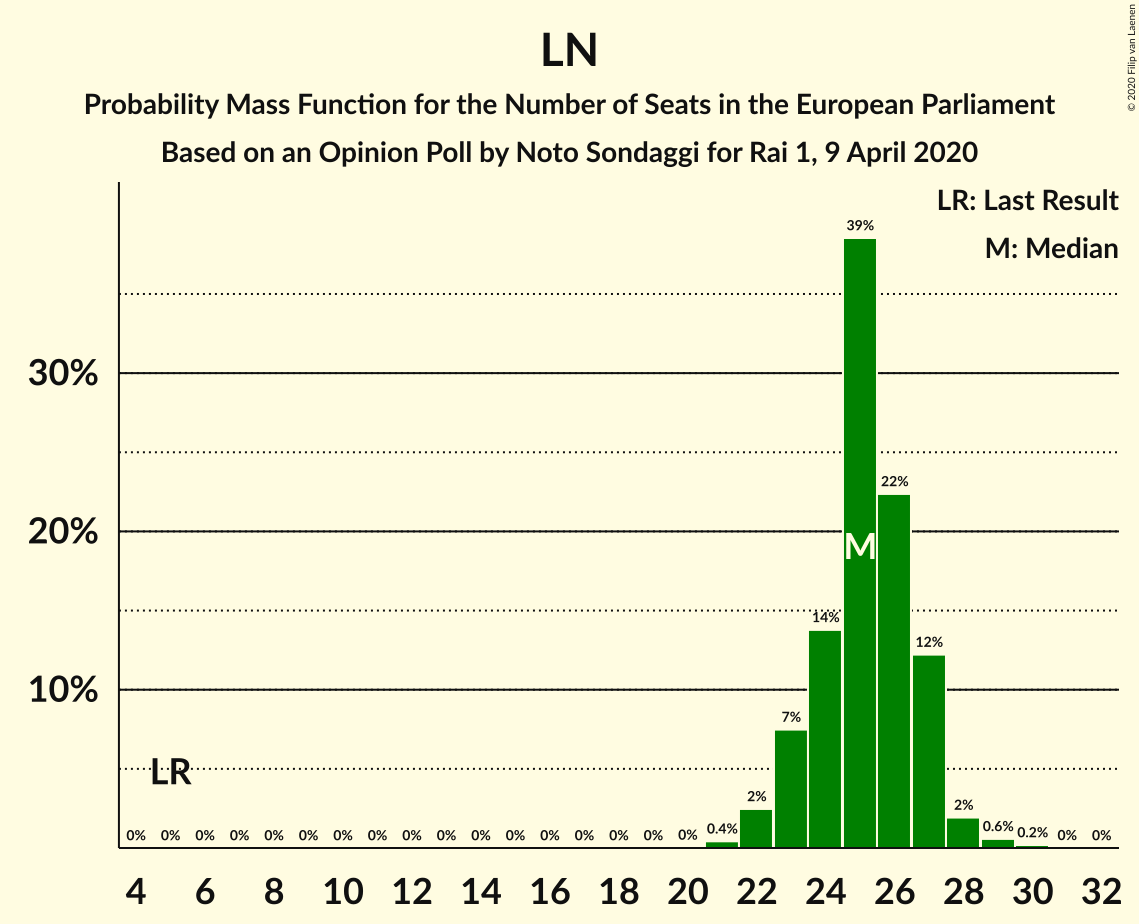 LN
Probability Mass Function for the Number of Seats in the European Parliament
Based on an Opinion Poll by Noto Sondaggi for Rai 1, 9 April 2020
© 2020 Filip van Laenen
LR: Last Result
M: Median
39%
30%
22%
20%
M
14%
12%
10%
7%
LR
2%
2%
0% 0% 0% 0% 0% 0% 0% 0% 0% 0% 0% 0% 0% 0% 0% 0% 0% 0.4% 0.6% 0.2% 0% 0%
4 6 8 10 12 14 16 18 20 22 24 26 28 30 32